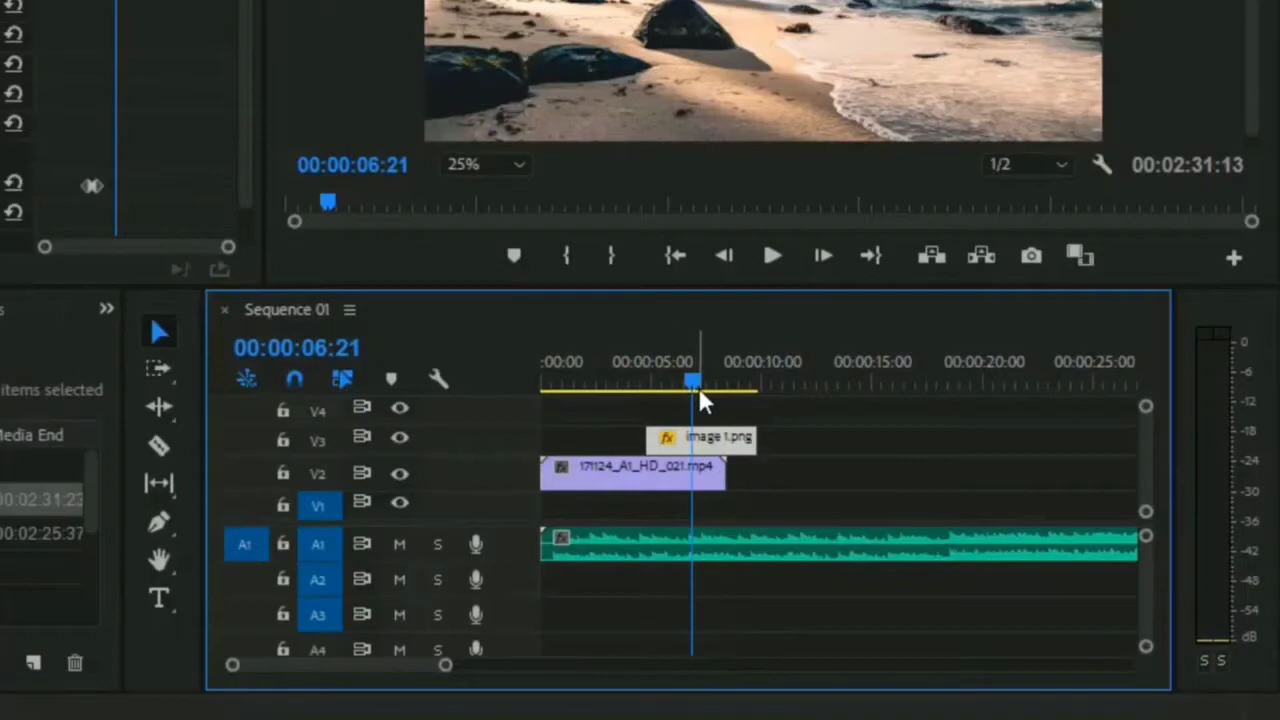 00:00:06:21
25%
1/2
00:02:31:13
s
Sequence 01
00:00:06:21
:00:00
00:00:05:00
00:00:10:00
00:00:15:00
00:00:20:00
00:00:25:00
items selected
Media End
00:02:31:23
00:02:25:37
V4
V3
fx image 1.png
V2
fx 171124_A1_HD_021.mp4
V1
A1 A1 M S
fx
A2 M S
A3 M S
A4 M S
T
0
-6
-12
-18
-24
-30
-36
-42
-48
-54
dB
S S